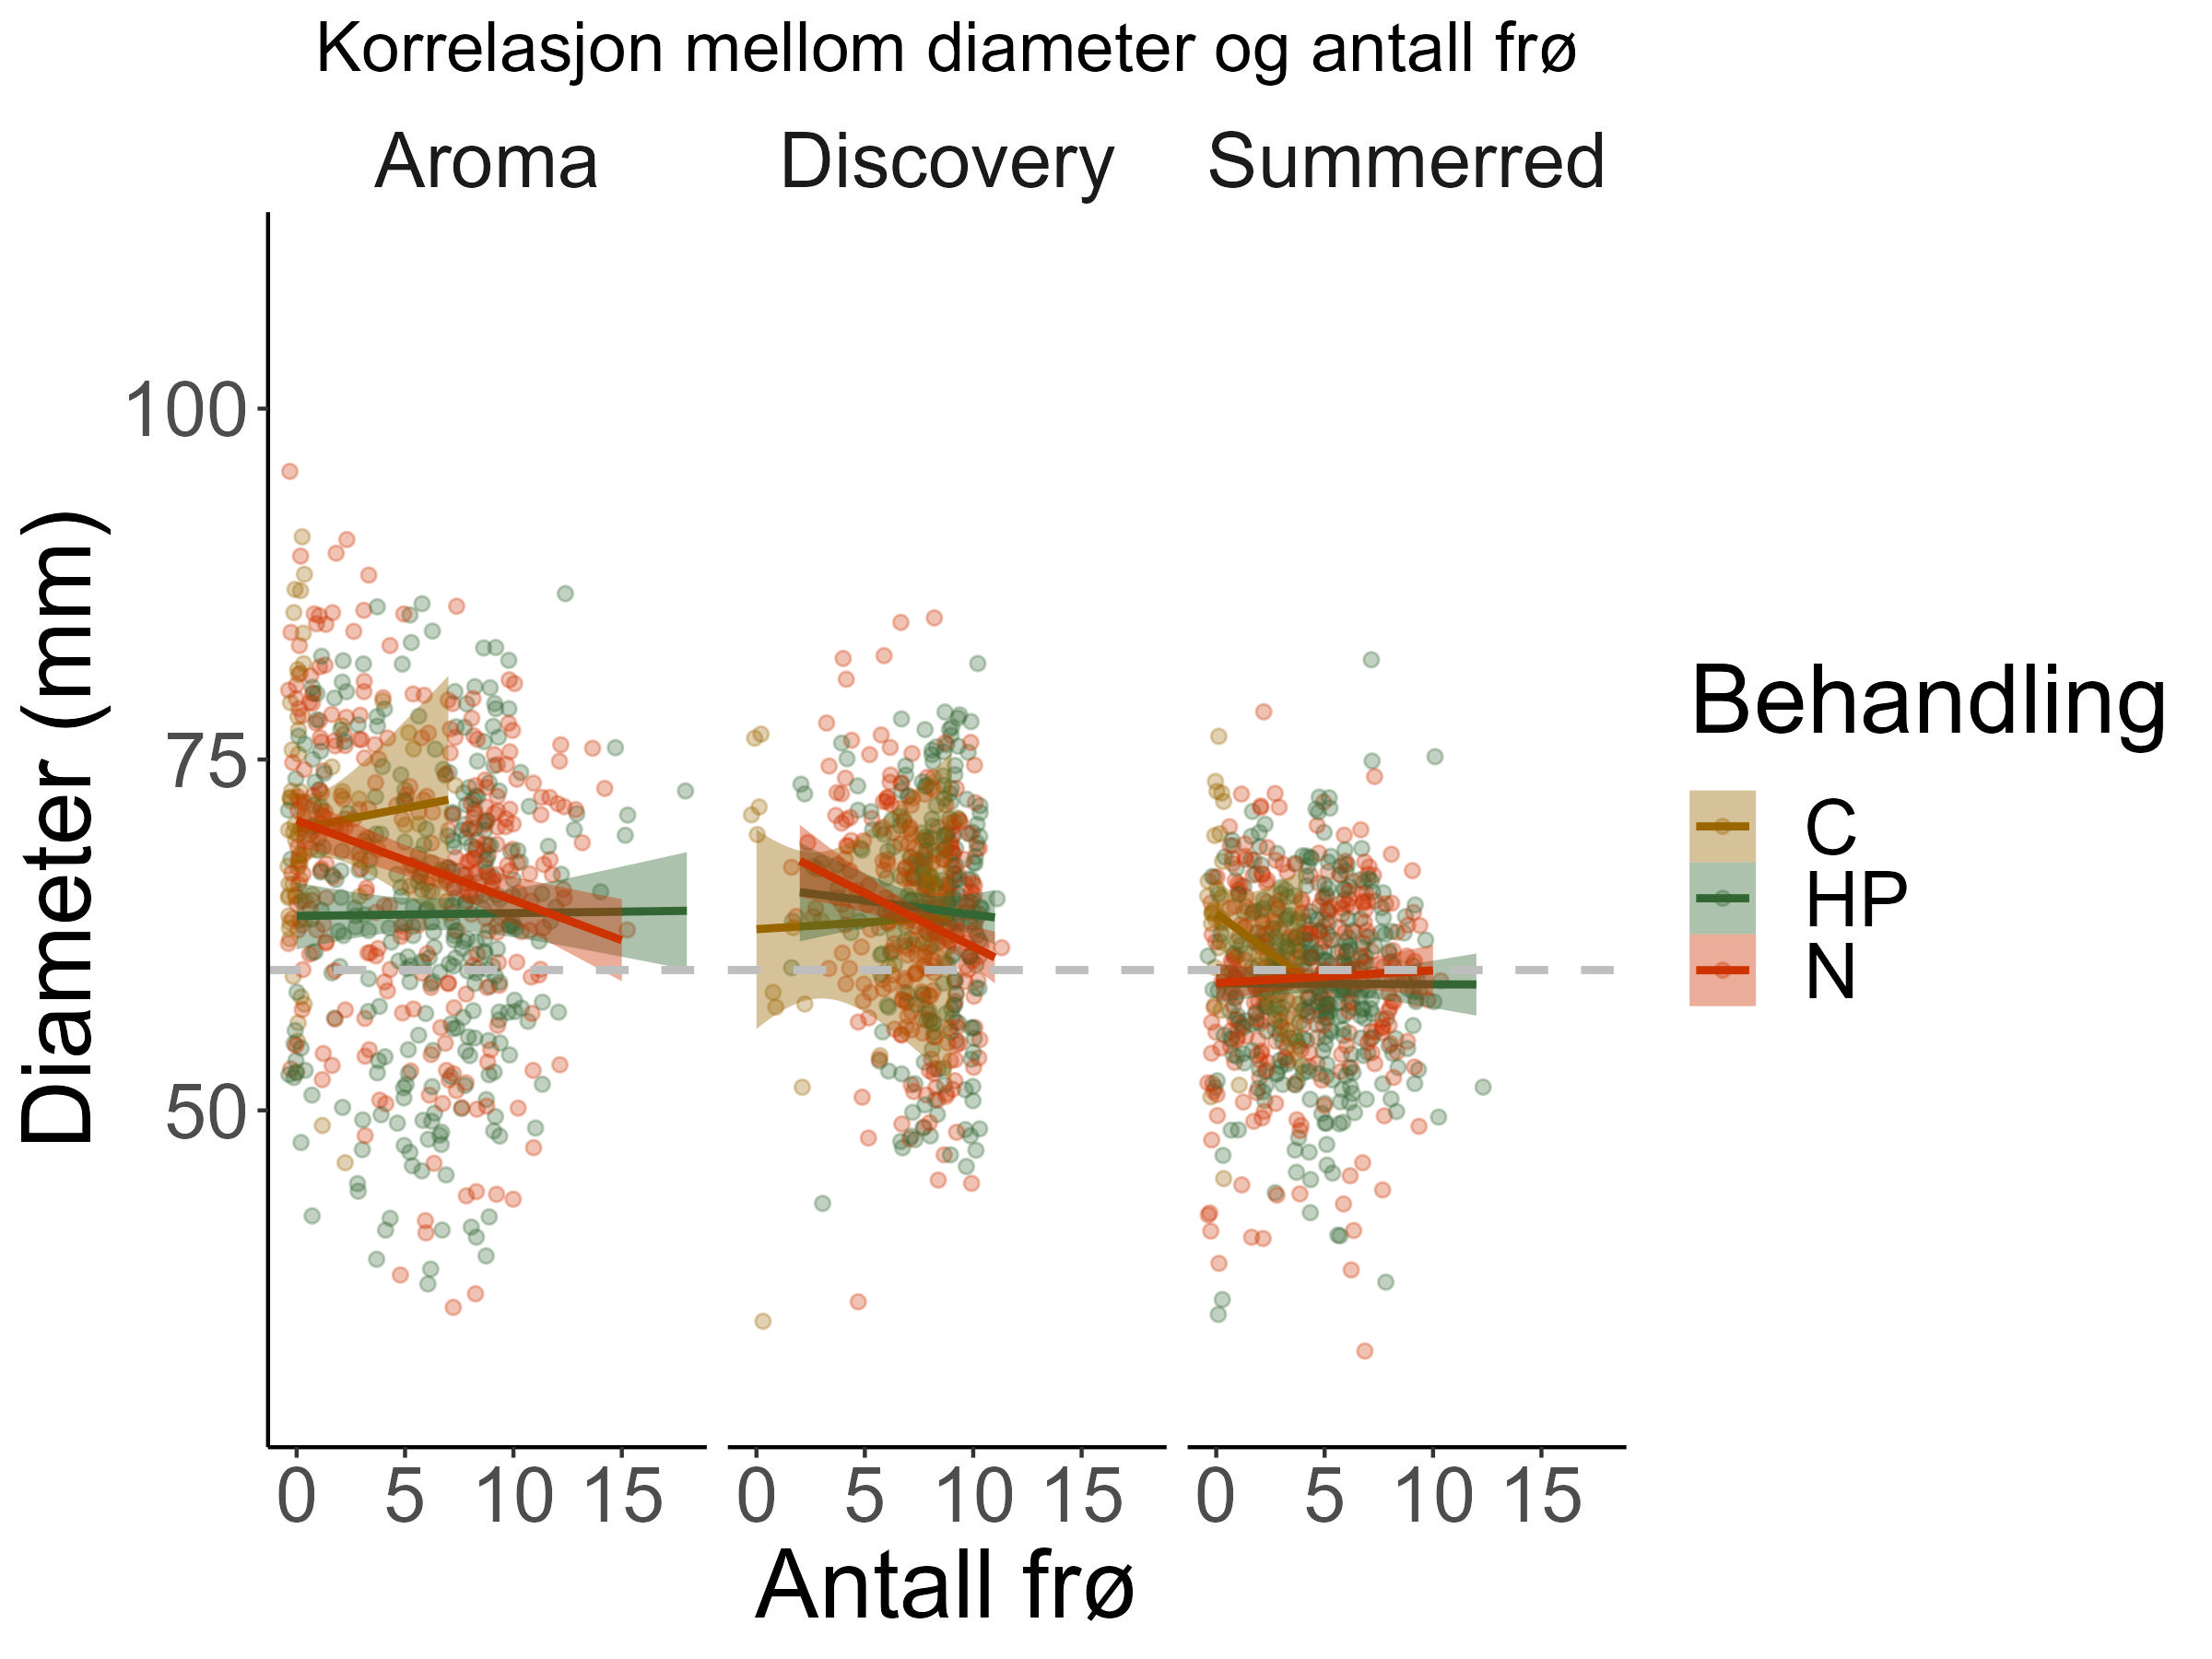 Korrelasjon mellom diameter og antall frø
Aroma
Discovery
Summerred
Diameter (mm)
100
75
50
0 5 10 15
0 5 10 15
0 5 10 15
Antall frø
Behandling
C
HP
N